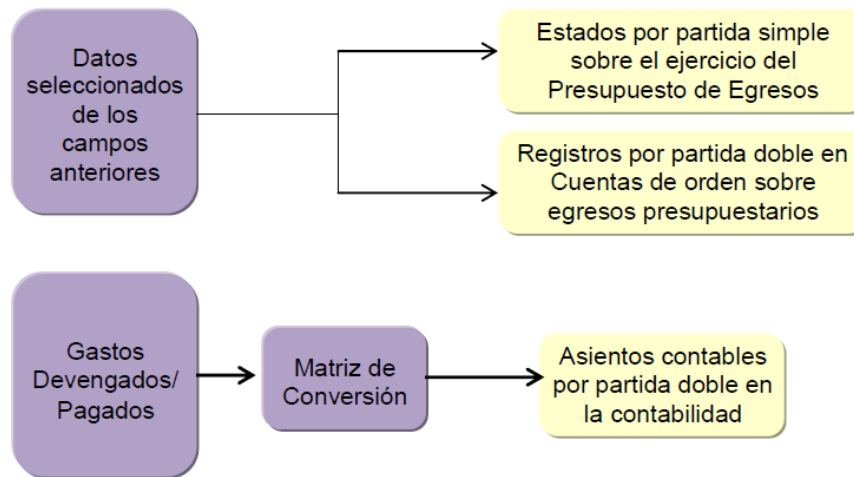 Datos
seleccionados
de los
campos
anteriores
Estados por partida simple
sobre el ejercicio del
Presupuesto de Egresos
Registros por partida doble en
Cuentas de orden sobre
egresos presupuestarios
Gastos
Devengados/
Pagados
Matriz de
Conversión
Asientos contables
por partida doble en
la contabilidad